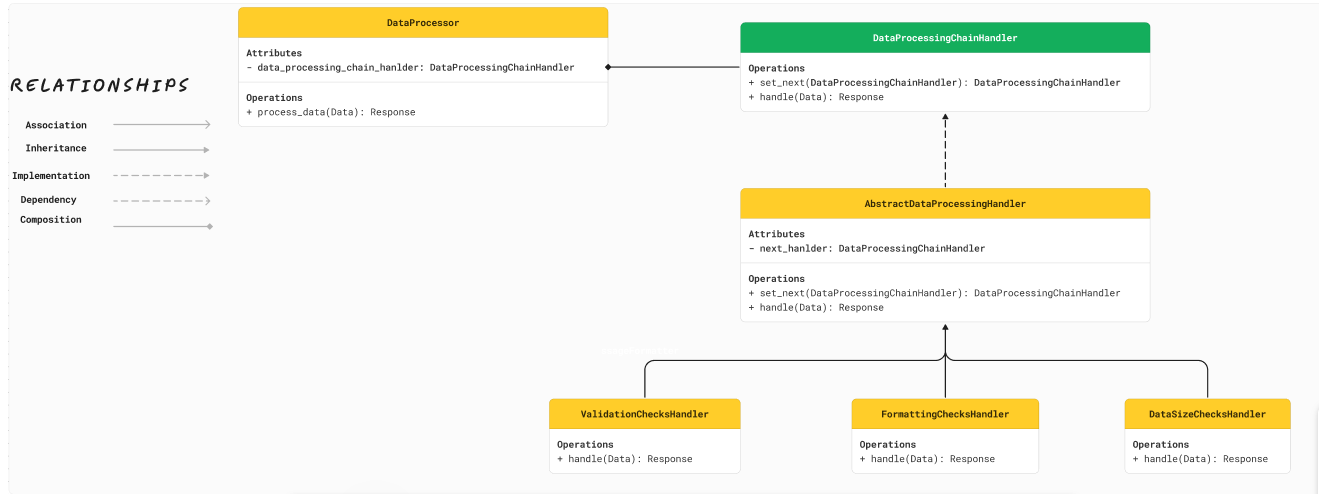 RELATIONSHIPS
Association
Inheritance
Implementation
Dependency
Composition
DataProcessor
Attributes
- data_processing_chain_hanlder: DataProcessingChainHandler
Operations
+ process_data(Data): Response
DataProcessingChainHandler
Operations
+ set_next(DataProcessingChainHandler): DataProcessingChainHandler
+ handle(Data): Response
AbstractDataProcessingHandler
Attributes
- next_hanlder: DataProcessingChainHandler
Operations
+ set_next(DataProcessingChainHandler): DataProcessingChainHandler
+ handle(Data): Response
ValidationChecksHandler
Operations
+ handle(Data): Response
FormattingChecksHandler
Operations
+ handle(Data): Response
DataSizeChecksHandler
Operations
+ handle(Data): Response